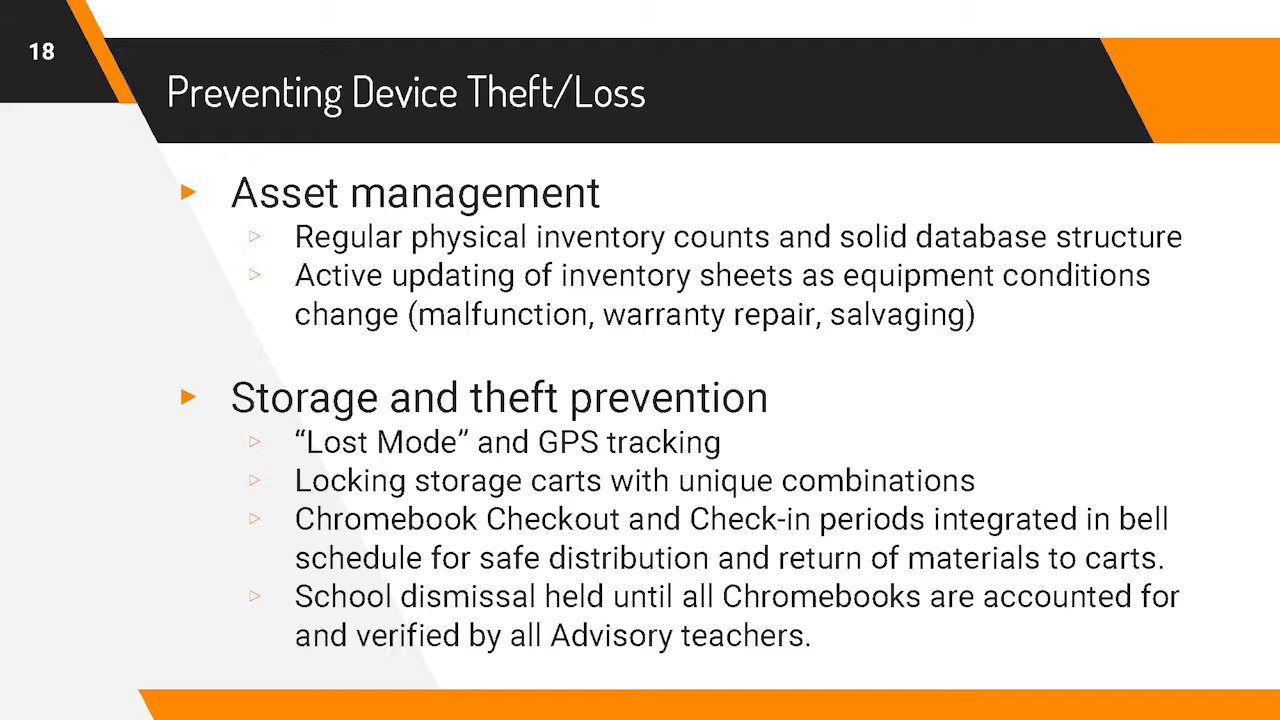 18
Preventing Device Theft/Loss
Asset management
Regular physical inventory counts and solid database structure
Active updating of inventory sheets as equipment conditions
change (malfunction, warranty repair, salvaging)
Storage and theft prevention
“Lost Mode” and GPS tracking
Locking storage carts with unique combinations
Chromebook Checkout and Check-in periods integrated in bell
schedule for safe distribution and return of materials to carts.
School dismissal held until all Chromebooks are accounted for
and verified by all Advisory teachers.